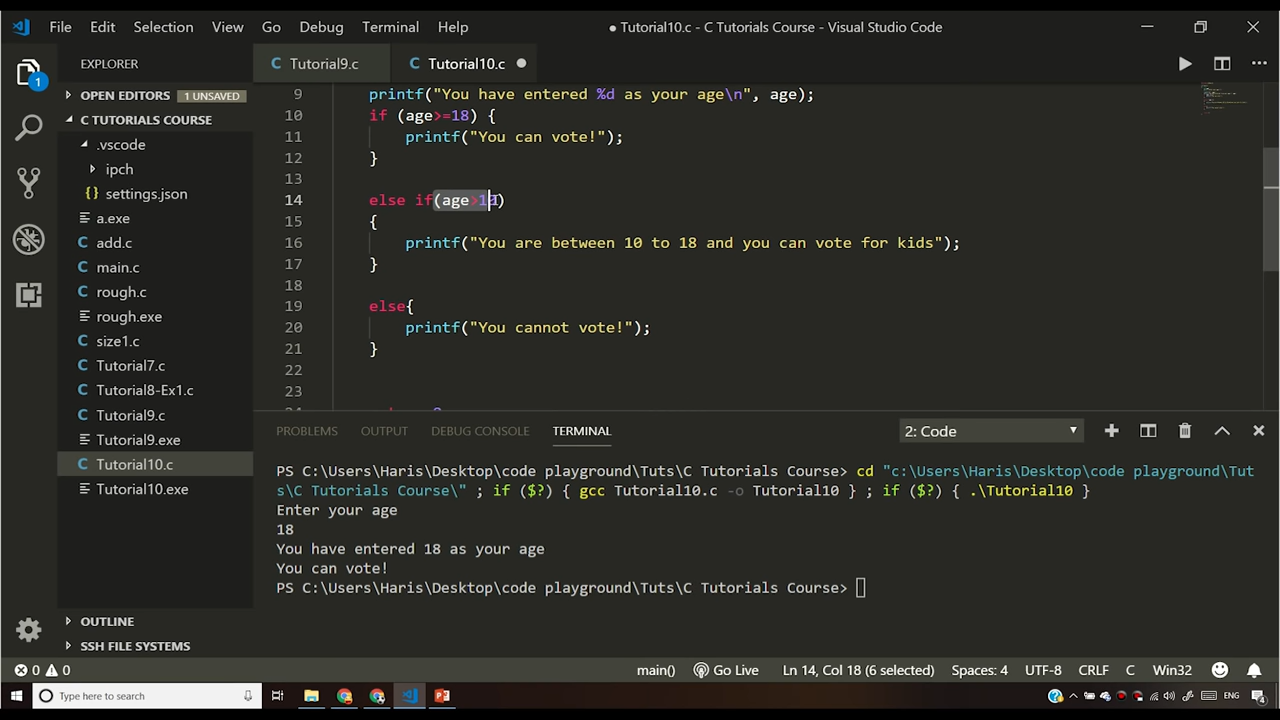 File Edit Selection View Go Debug Terminal Help ● Tutorial10.c - C Tutorials Course - Visual Studio Code
EXPLORER
C Tutorial9.c C Tutorial10.c ●
1
OPEN EDITORS 1 UNSAVED
C TUTORIALS COURSE
.vscode
ipch
{} settings.json
a.exe
C add.c
C main.c
C rough.c
rough.exe
C size1.c
C Tutorial7.c
C Tutorial8-Ex1.c
C Tutorial9.c
Tutorial9.exe
C Tutorial10.c
Tutorial10.exe
OUTLINE
SSH FILE SYSTEMS
9 printf("You have entered %d as your age\n", age);
10 if (age>=18) {
11 printf("You can vote!");
12 }
13
14 else if(age>10)
15 {
16 printf("You are between 10 to 18 and you can vote for kids");
17 }
18
19 else{
20 printf("You cannot vote!");
21 }
22
23
PROBLEMS OUTPUT DEBUG CONSOLE TERMINAL 2: Code
PS C:\Users\Haris\Desktop\code playground\Tuts\C Tutorials Course> cd "c:\Users\Haris\Desktop\code playground\Tut
s\C Tutorials Course\" ; if ($?) { gcc Tutorial10.c -o Tutorial10 } ; if ($?) { .\Tutorial10 }
Enter your age
18
You have entered 18 as your age
You can vote!
PS C:\Users\Haris\Desktop\code playground\Tuts\C Tutorials Course>
0 0 main() Go Live Ln 14, Col 18 (6 selected) Spaces: 4 UTF-8 CRLF C Win32
Type here to search ENG 4